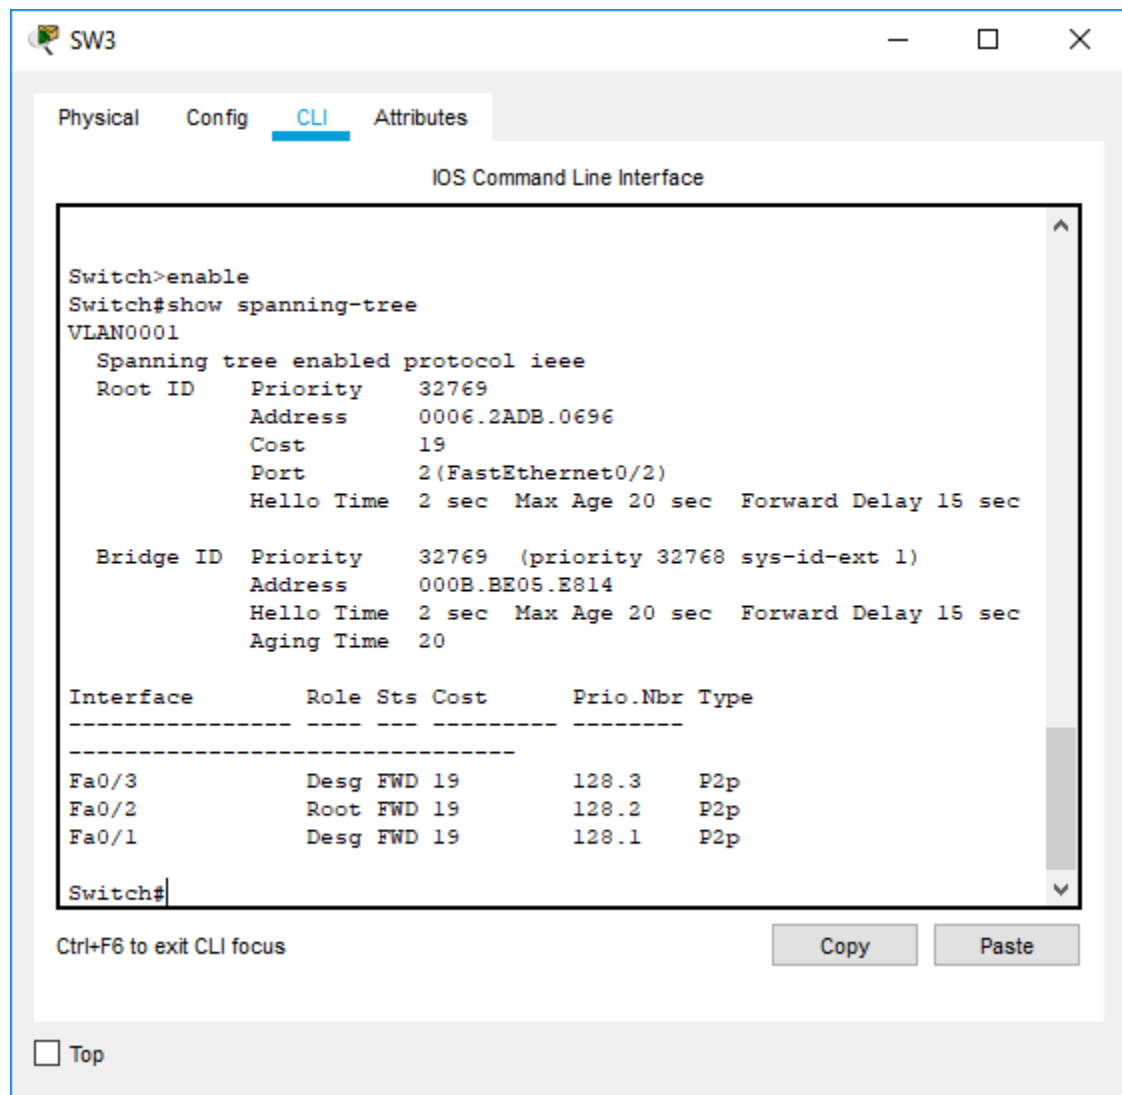 SW3
Physical Config CLI Attributes
IOS Command Line Interface
Switch>enable
Switch#show spanning-tree
VLAN0001
  Spanning tree enabled protocol ieee
  Root ID    Priority    32769
             Address     0006.2ADB.0696
             Cost        19
             Port        2(FastEthernet0/2)
             Hello Time  2 sec  Max Age 20 sec  Forward Delay 15 sec

  Bridge ID  Priority    32769  (priority 32768 sys-id-ext 1)
             Address     000B.BE05.E814
             Hello Time  2 sec  Max Age 20 sec  Forward Delay 15 sec
             Aging Time  20

Interface        Role Sts Cost      Prio.Nbr Type
---------------- ---- --- --------- --------
--------------------------------
Fa0/3            Desg FWD 19        128.3    P2p
Fa0/2            Root FWD 19        128.2    P2p
Fa0/1            Desg FWD 19        128.1    P2p

Switch#
Ctrl+F6 to exit CLI focus
Copy Paste
Top